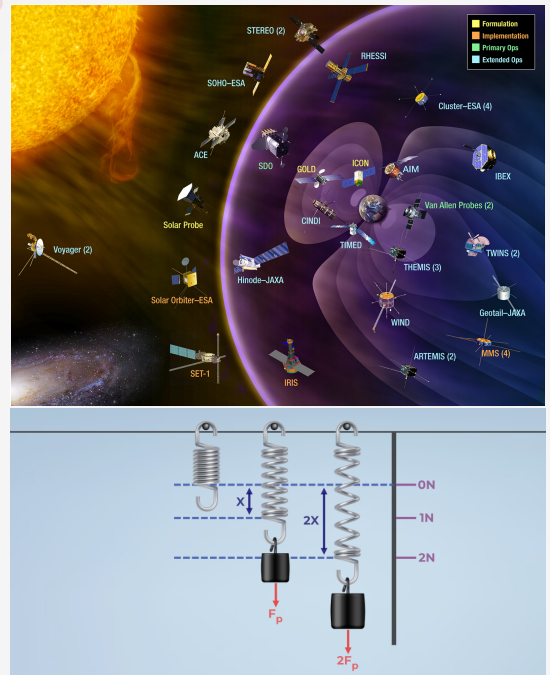 Formulation
Implementation
Primary Ops
Extended Ops
STEREO (2)
RHESSI
SOHO–ESA
Cluster–ESA (4)
ACE
SDO
GOLD
ICON
AIM
IBEX
Solar Probe
CINDI
Van Allen Probes (2)
Voyager (2)
TIMED
TWINS (2)
THEMIS (3)
Solar Orbiter–ESA
Hinode–JAXA
Geotail–JAXA
WIND
SET-1
IRIS
ARTEMIS (2)
MMS (4)
0N
X
2X
1N
2N
Fp
2Fp